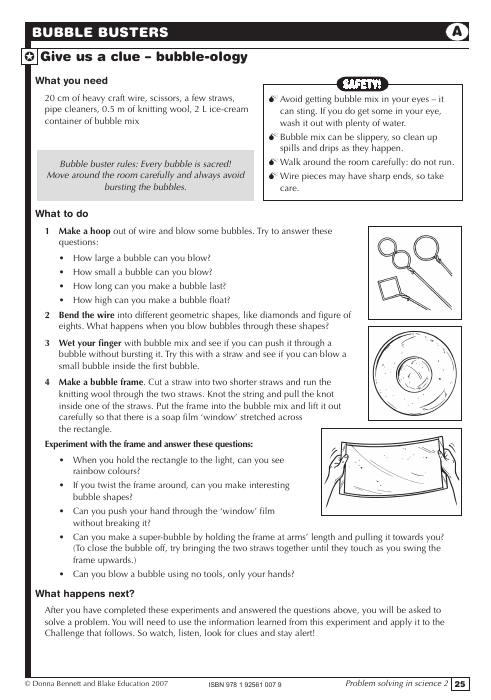 BUBBLE BUSTERS
A
Give us a clue – bubble-ology
What you need
20 cm of heavy craft wire, scissors, a few straws,
pipe cleaners, 0.5 m of knitting wool, 2 L ice-cream
container of bubble mix
Bubble buster rules: Every bubble is sacred!
Move around the room carefully and always avoid
bursting the bubbles.
SAFETY!
Avoid getting bubble mix in your eyes – it
can sting. If you do get some in your eye,
wash it out with plenty of water.
Bubble mix can be slippery, so clean up
spills and drips as they happen.
Walk around the room carefully: do not run.
Wire pieces may have sharp ends, so take
care.
What to do
1 Make a hoop out of wire and blow some bubbles. Try to answer these
questions:
• How large a bubble can you blow?
• How small a bubble can you blow?
• How long can you make a bubble last?
• How high can you make a bubble float?
2 Bend the wire into different geometric shapes, like diamonds and figure of
eights. What happens when you blow bubbles through these shapes?
3 Wet your finger with bubble mix and see if you can push it through a
bubble without bursting it. Try this with a straw and see if you can blow a
small bubble inside the first bubble.
4 Make a bubble frame. Cut a straw into two shorter straws and run the
knitting wool through the two straws. Knot the string and pull the knot
inside one of the straws. Put the frame into the bubble mix and lift it out
carefully so that there is a soap film ‘window’ stretched across
the rectangle.
Experiment with the frame and answer these questions:
• When you hold the rectangle to the light, can you see
rainbow colours?
• If you twist the frame around, can you make interesting
bubble shapes?
• Can you push your hand through the ‘window’ film
without breaking it?
• Can you make a super-bubble by holding the frame at arms’ length and pulling it towards you?
(To close the bubble off, try bringing the two straws together until they touch as you swing the
frame upwards.)
• Can you blow a bubble using no tools, only your hands?
What happens next?
After you have completed these experiments and answered the questions above, you will be asked to
solve a problem. You will need to use the information learned from this experiment and apply it to the
Challenge that follows. So watch, listen, look for clues and stay alert!
© Donna Bennett and Blake Education 2007
ISBN 978 1 92561 007 9
Problem solving in science 2 25